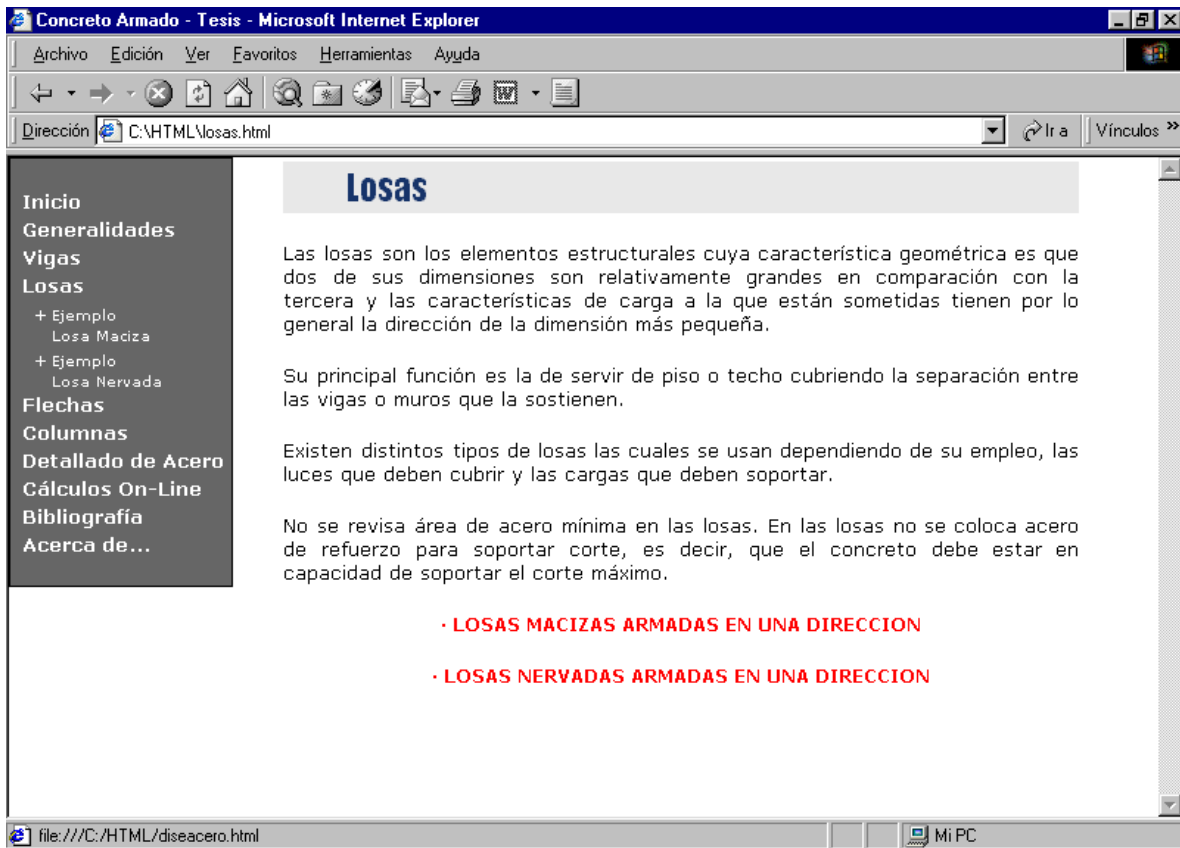 Concreto Armado - Tesis - Microsoft Internet Explorer
Archivo Edición Ver Favoritos Herramientas Ayuda
Dirección C:\HTML\losas.html Ir a Vínculos »
Inicio
Generalidades
Vigas
Losas
+ Ejemplo
Losa Maciza
+ Ejemplo
Losa Nervada
Flechas
Columnas
Detallado de Acero
Cálculos On-Line
Bibliografía
Acerca de...
Losas
Las losas son los elementos estructurales cuya característica geométrica es que
dos de sus dimensiones son relativamente grandes en comparación con la
tercera y las características de carga a la que están sometidas tienen por lo
general la dirección de la dimensión más pequeña.
Su principal función es la de servir de piso o techo cubriendo la separación entre
las vigas o muros que la sostienen.
Existen distintos tipos de losas las cuales se usan dependiendo de su empleo, las
luces que deben cubrir y las cargas que deben soportar.
No se revisa área de acero mínima en las losas. En las losas no se coloca acero
de refuerzo para soportar corte, es decir, que el concreto debe estar en
capacidad de soportar el corte máximo.
· LOSAS MACIZAS ARMADAS EN UNA DIRECCION
· LOSAS NERVADAS ARMADAS EN UNA DIRECCION
file:///C:/HTML/diseacero.html Mi PC